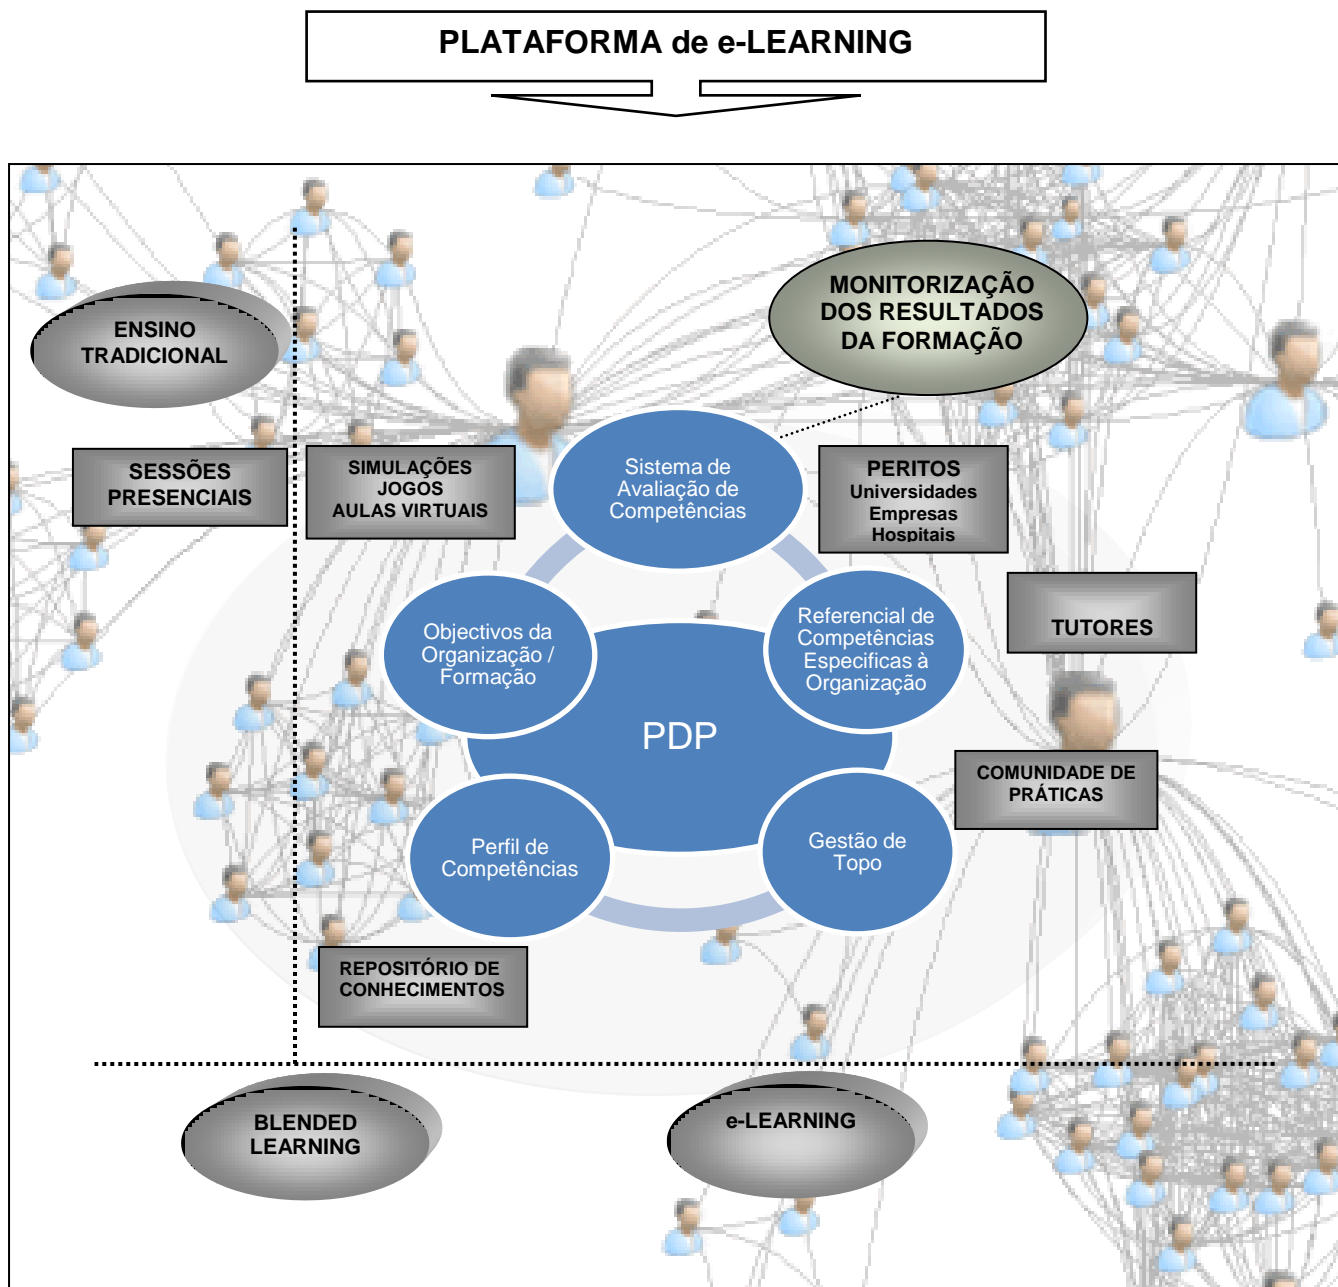 PLATAFORMA de e-LEARNING
MONITORIZAÇÃO
DOS RESULTADOS
DA FORMAÇÃO
ENSINO
TRADICIONAL
SESSÕES
PRESENCIAIS
SIMULAÇÕES
JOGOS
AULAS VIRTUAIS
Sistema de
Avaliação de
Competências
PERITOS
Universidades
Empresas
Hospitais
TUTORES
Objectivos da
Organização /
Formação
Referencial de
Competências
Especificas à
Organização
PDP
COMUNIDADE DE
PRÁTICAS
Perfil de
Competências
Gestão de
Topo
REPOSITÓRIO DE
CONHECIMENTOS
BLENDED
LEARNING
e-LEARNING